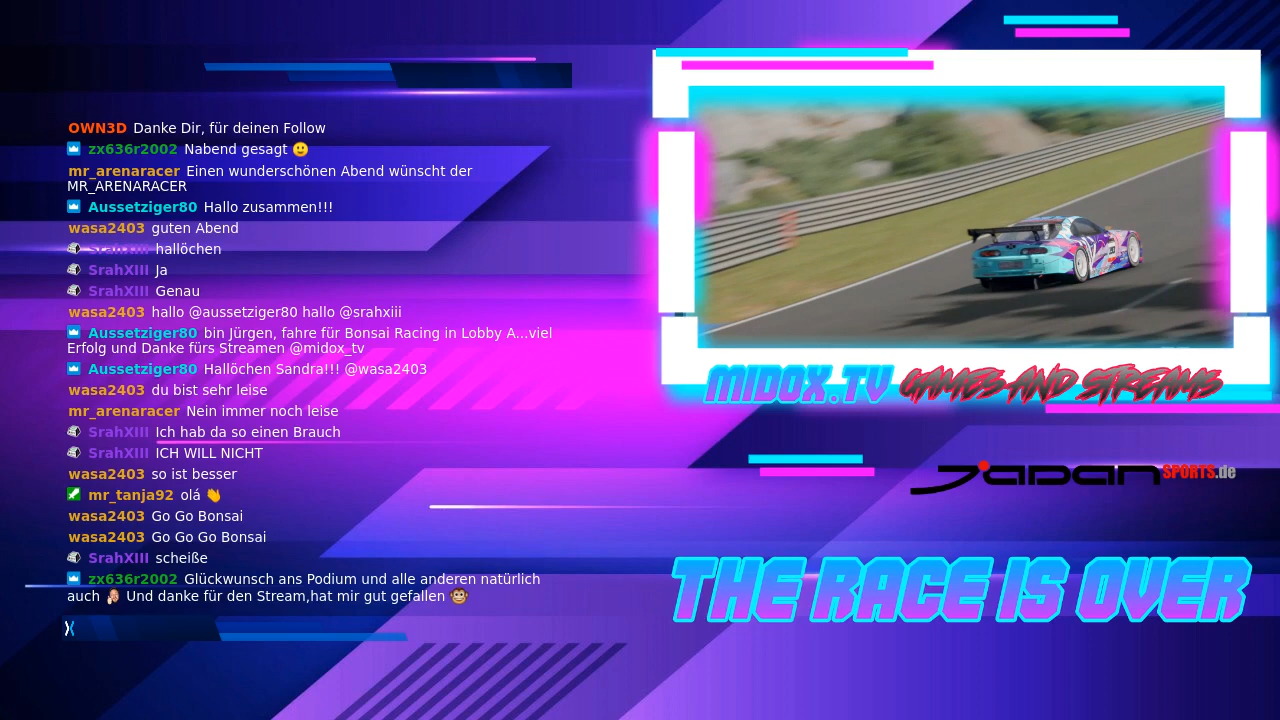 OWN3D Danke Dir, für deinen Follow
zx636r2002 Nabend gesagt 🙂
mr_arenaracer Einen wunderschönen Abend wünscht der
MR_ARENARACER
Aussetziger80 Hallo zusammen!!!
wasa2403 guten Abend
SrahXIII hallöchen
SrahXIII Ja
SrahXIII Genau
wasa2403 hallo @aussetziger80 hallo @srahxiii
Aussetziger80 bin Jürgen, fahre für Bonsai Racing in Lobby A...viel
Erfolg und Danke fürs Streamen @midox_tv
Aussetziger80 Hallöchen Sandra!!! @wasa2403
wasa2403 du bist sehr leise
mr_arenaracer Nein immer noch leise
SrahXIII Ich hab da so einen Brauch
SrahXIII ICH WILL NICHT
wasa2403 so ist besser
mr_tanja92 olá 👋
wasa2403 Go Go Bonsai
wasa2403 Go Go Go Bonsai
SrahXIII scheiße
zx636r2002 Glückwunsch ans Podium und alle anderen natürlich
auch Und danke für den Stream,hat mir gut gefallen 🐵
MIDOX.TV GAMES AND STREAMS
JAPANSPORTS.de
THE RACE IS OVER